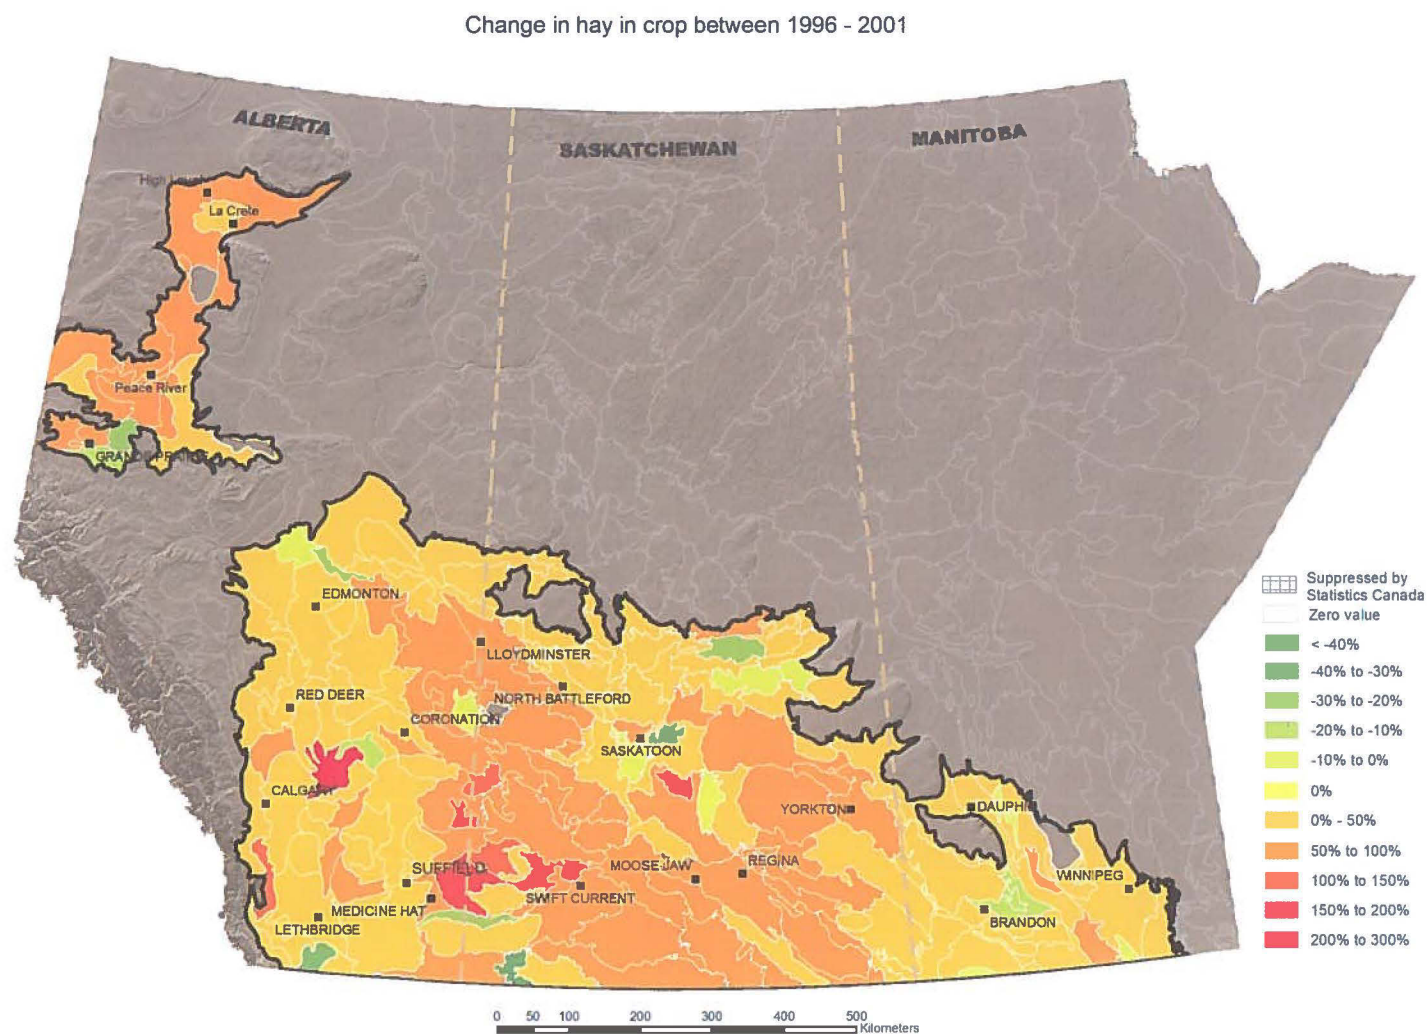 Change in hay in crop between 1996 - 2001
ALBERTA
SASKATCHEWAN
MANITOBA
High
La Crete
Peace River
GRANDE PRAIRIE
EDMONTON
LLOYDMINSTER
RED DEER
NORTH BATTLEFORD
CORONATION
SASKATOON
CALGARY
YORKTON
DAUPHIN
SUFFIELD
MOOSE JAW
REGINA
WINNIPEG
MEDICINE HAT
SWIFT CURRENT
LETHBRIDGE
BRANDON
Suppressed by
Statistics Canada
Zero value
< -40%
-40% to -30%
-30% to -20%
-20% to -10%
-10% to 0%
0%
0% - 50%
50% to 100%
100% to 150%
150% to 200%
200% to 300%
0 50 100 200 300 400 500
Kilometers